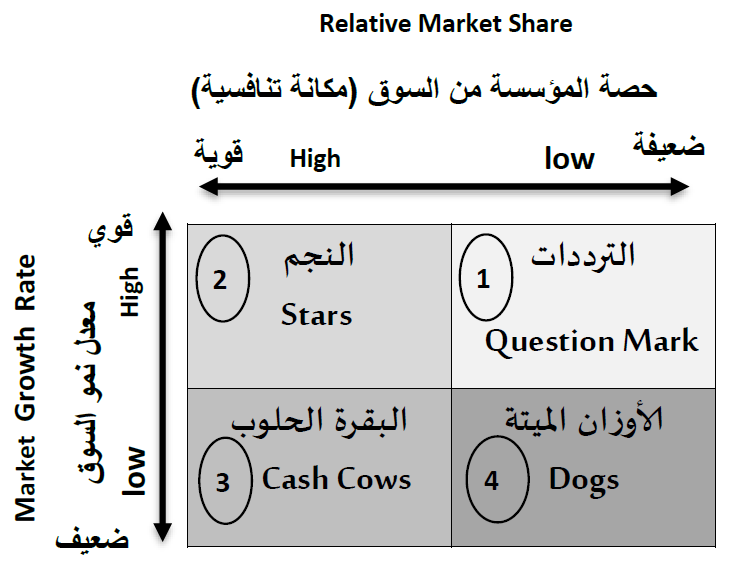 Relative Market Share
حصة المؤسسة من السوق (مكانة تنافسية)
قوية High low ضعيفة
Market Growth Rate
معدل نمو السوق
قوي
High
low
ضعيف
2 النجم
Stars
1 الترددات
Question Mark
البقرة الحلوب
3 Cash Cows
الأوزان الميتة
4 Dogs